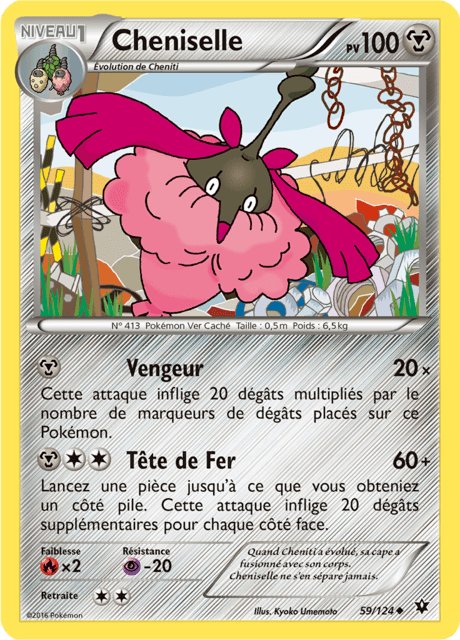 NIVEAU 1
Cheniselle
PV 100
Évolution de Cheniti
N° 413 Pokémon Ver Caché Taille : 0,5m Poids : 6,5kg
Vengeur 20x
Cette attaque inflige 20 dégâts multipliés par le
nombre de marqueurs de dégâts placés sur ce
Pokémon.
Tête de Fer 60+
Lancez une pièce jusqu'à ce que vous obteniez
un côté pile. Cette attaque inflige 20 dégâts
supplémentaires pour chaque côté face.
Faiblesse Résistance
×2 -20
Retraite
Quand Cheniti a évolué, sa cape a
fusionné avec son corps.
Cheniselle ne s'en sépare jamais.
©2016 Pokémon Illus. Kyoko Umemoto 59/124